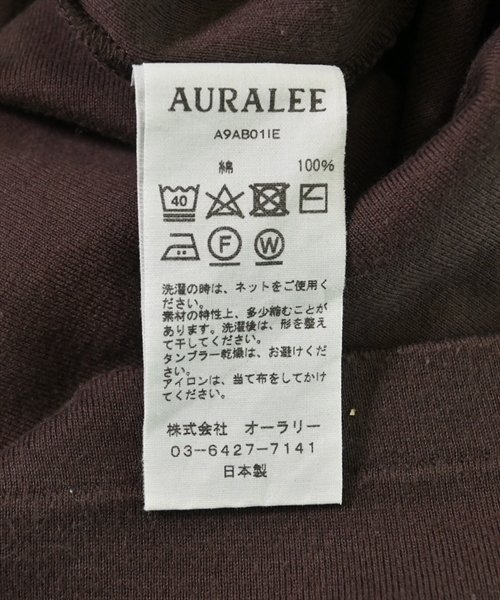 AURALEE
A9AB01IE
綿 100%
40
F W
洗濯の時は、ネットをご使用く
ださい。
素材の特性上、多少縮むことが
あります。洗濯後は、形を整え
て干してください。
タンブラー乾燥は、お避けくだ
さい。
アイロンは、当て布をしてかけ
てください。
株式会社 オーラリー
03-6427-7141
日本製